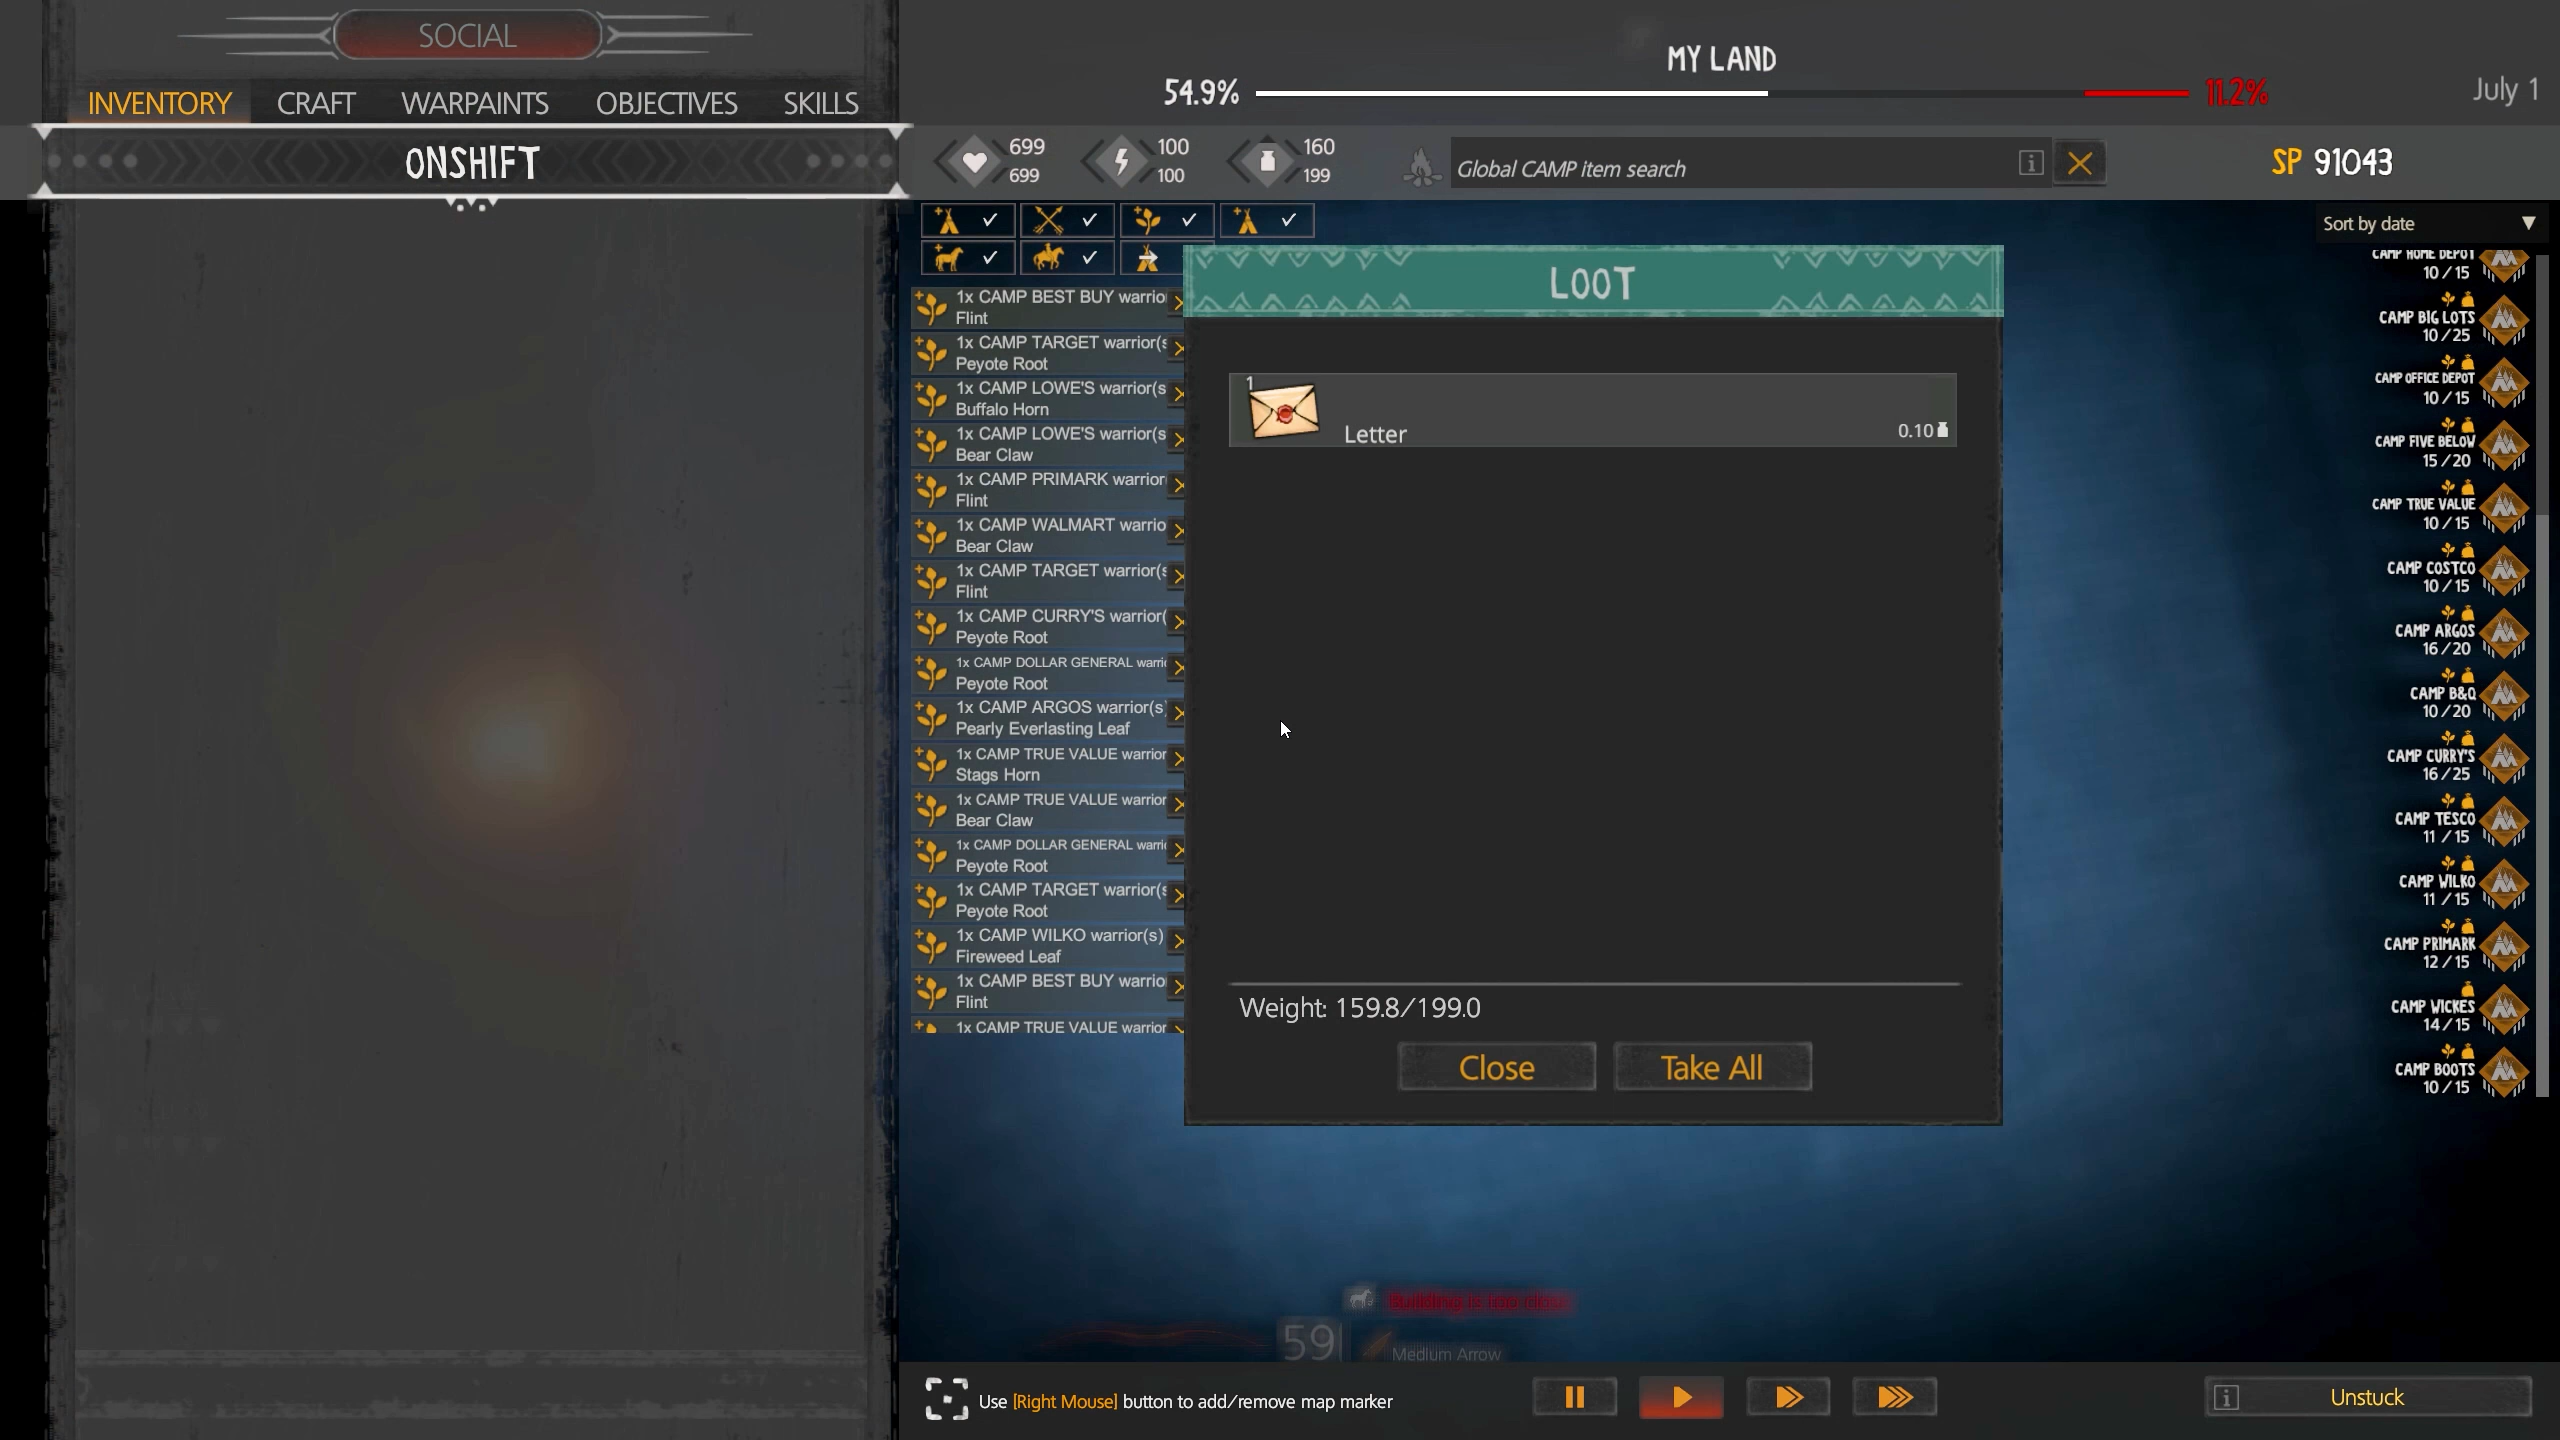 SOCIAL
INVENTORY CRAFT WARPAINTS OBJECTIVES SKILLS
ONSHIFT
MY LAND
54.9% 11.2%
July 1
699
699
100
100
160
199
Global CAMP item search
SP 91043
Sort by date
1x CAMP BEST BUY warrio
Flint
1x CAMP TARGET warrior(s
Peyote Root
1x CAMP LOWE'S warrior(s
Buffalo Horn
1x CAMP LOWE'S warrior(s
Bear Claw
1x CAMP PRIMARK warrior
Flint
1x CAMP WALMART warrio
Bear Claw
1x CAMP TARGET warrior(s
Flint
1x CAMP CURRY'S warrior(
Peyote Root
1x CAMP DOLLAR GENERAL warri
Peyote Root
1x CAMP ARGOS warrior(s)
Pearly Everlasting Leaf
1x CAMP TRUE VALUE warrior
Stags Horn
1x CAMP TRUE VALUE warrior
Bear Claw
1x CAMP DOLLAR GENERAL warri
Peyote Root
1x CAMP TARGET warrior(s
Peyote Root
1x CAMP WILKO warrior(s)
Fireweed Leaf
1x CAMP BEST BUY warrio
Flint
1x CAMP TRUE VALUE warrior
LOOT
1
Letter
0.10
Weight: 159.8/199.0
Close
Take All
CAMP HOME DEPOT
10/15
CAMP BIG LOTS
10/25
CAMP OFFICE DEPOT
10/15
CAMP FIVE BELOW
15/20
CAMP TRUE VALUE
10/15
CAMP COSTCO
10/15
CAMP ARGOS
16/20
CAMP B&Q
10/20
CAMP CURRY'S
16/25
CAMP TESCO
11/15
CAMP WILKO
11/15
CAMP PRIMARK
12/15
CAMP WICKES
14/15
CAMP BOOTS
10/15
Building is too close
59
Medium Arrow
Use [Right Mouse] button to add/remove map marker
Unstuck